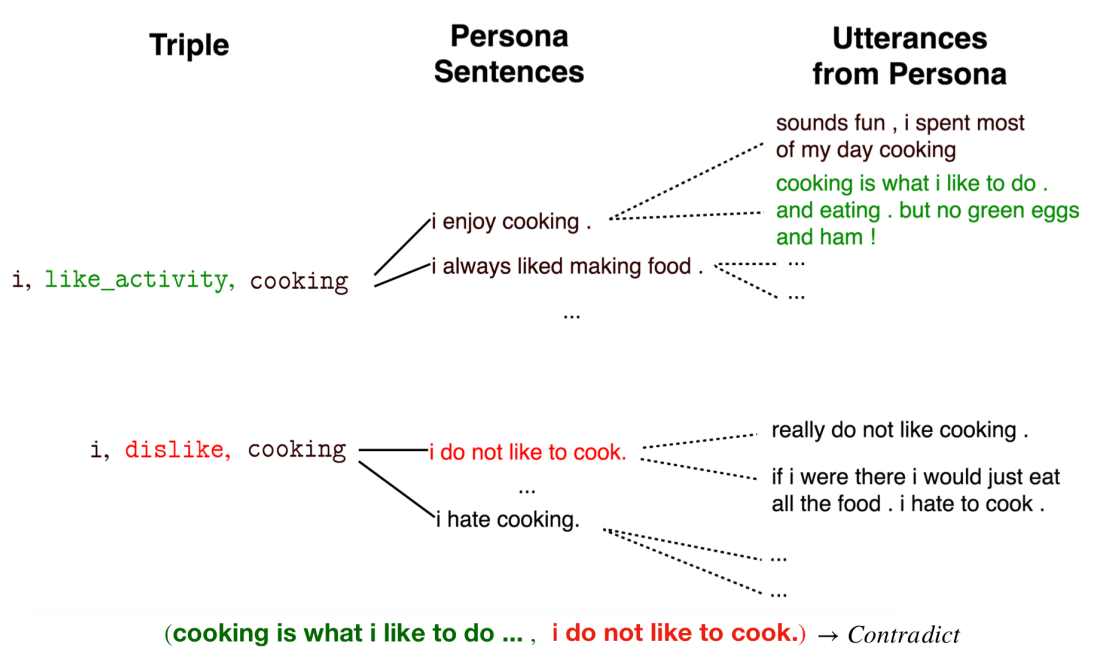 Triple
Persona
Sentences
Utterances
from Persona
sounds fun , i spent most
of my day cooking
cooking is what i like to do .
and eating . but no green eggs
and ham !
i enjoy cooking .
i always liked making food .
...
...
i, like_activity, cooking
...
i, dislike, cooking
i do not like to cook.
really do not like cooking .
if i were there i would just eat
all the food . i hate to cook .
...
i hate cooking.
...
...
(cooking is what i like to do ... , i do not like to cook.) → Contradict